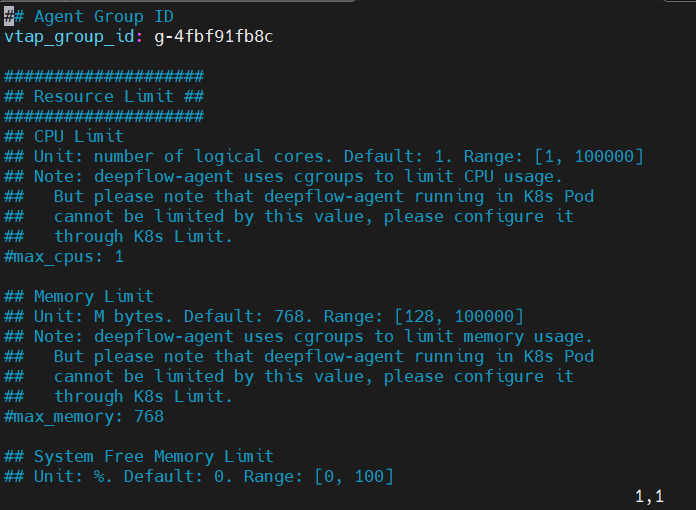 ## Agent Group ID
vtap_group_id: g-4fbf91fb8c
####################
## Resource Limit ##
####################
## CPU Limit
## Unit: number of logical cores. Default: 1. Range: [1, 100000]
## Note: deepflow-agent uses cgroups to limit CPU usage.
##   But please note that deepflow-agent running in K8s Pod
##   cannot be limited by this value, please configure it
##   through K8s Limit.
#max_cpus: 1
## Memory Limit
## Unit: M bytes. Default: 768. Range: [128, 100000]
## Note: deepflow-agent uses cgroups to limit memory usage.
##   But please note that deepflow-agent running in K8s Pod
##   cannot be limited by this value, please configure it
##   through K8s Limit.
#max_memory: 768
## System Free Memory Limit
## Unit: %. Default: 0. Range: [0, 100]
1,1